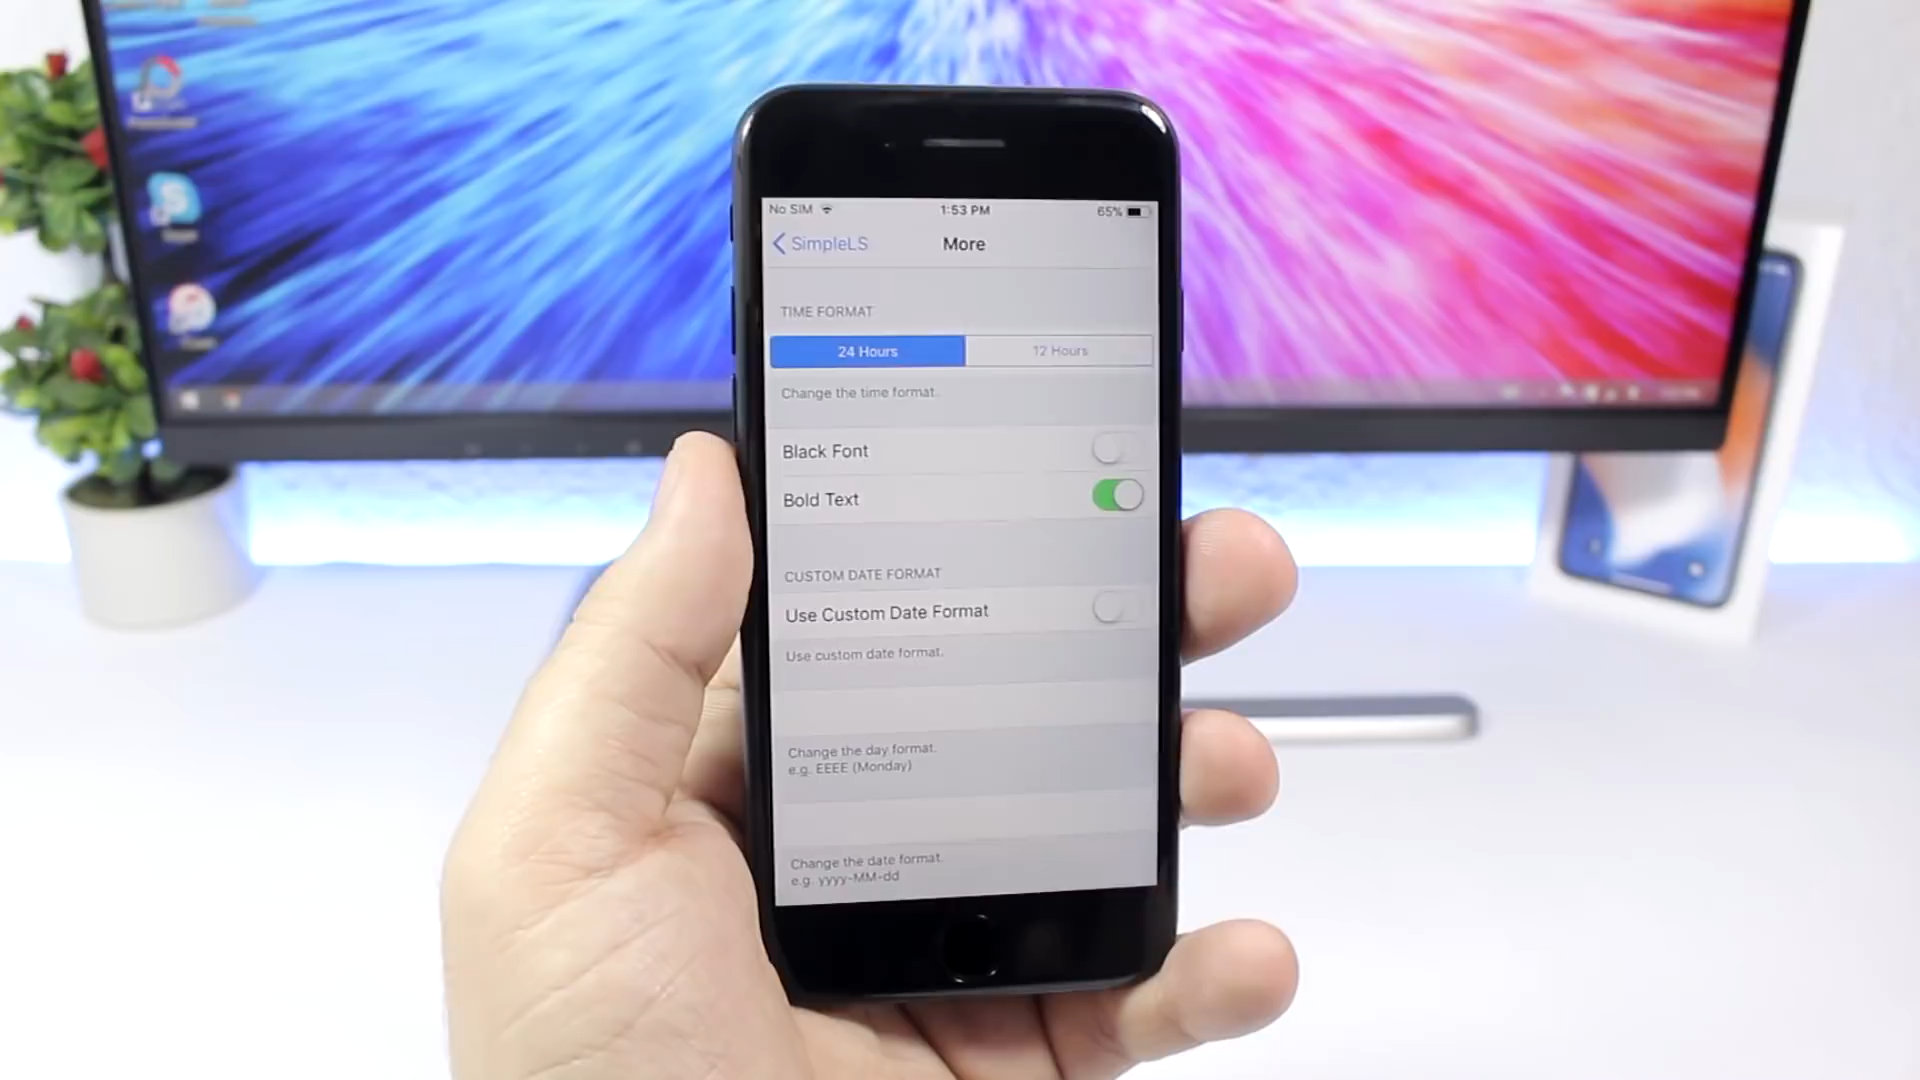 No SIM 1:53 PM 65%
SimpleLS More
TIME FORMAT
24 Hours 12 Hours
Change the time format.
Black Font
Bold Text
CUSTOM DATE FORMAT
Use Custom Date Format
Use custom date format.
Change the day format.
e.g. EEEE (Monday)
Change the date format.
e.g. yyyy-MM-dd